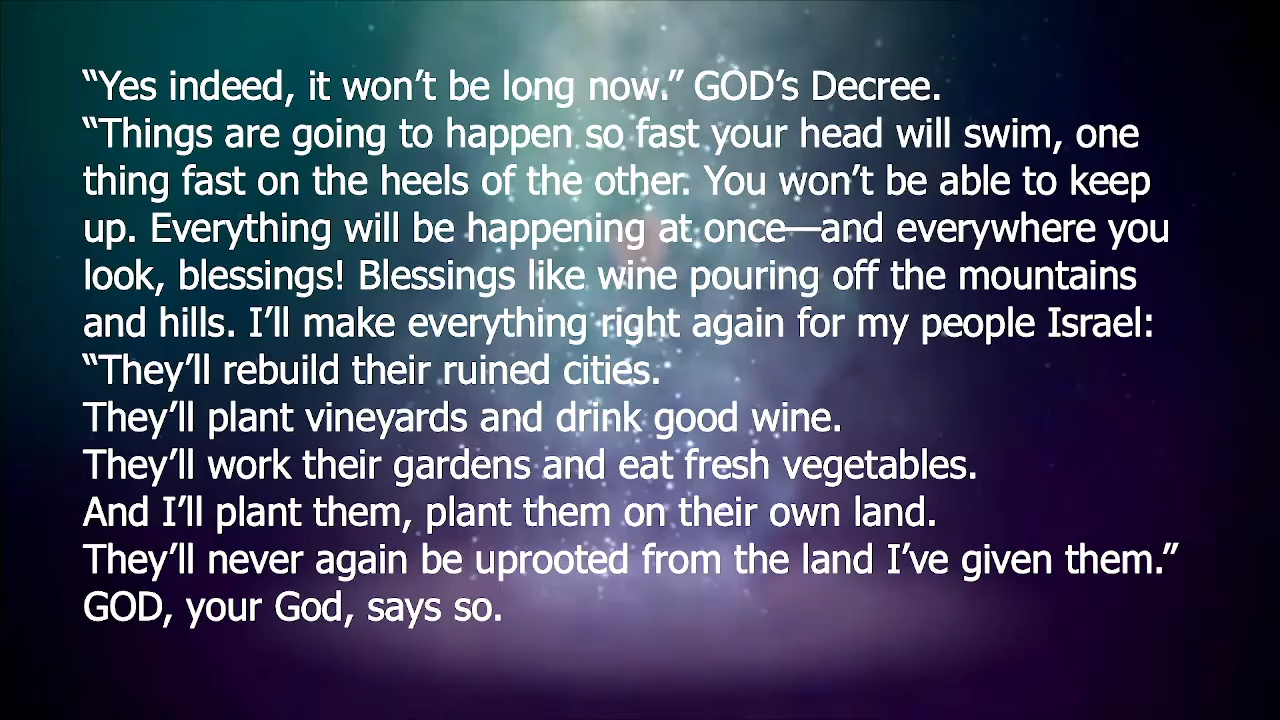 “Yes indeed, it won’t be long now.” GOD’s Decree.
“Things are going to happen so fast your head will swim, one
thing fast on the heels of the other. You won’t be able to keep
up. Everything will be happening at once—and everywhere you
look, blessings! Blessings like wine pouring off the mountains
and hills. I’ll make everything right again for my people Israel:
“They’ll rebuild their ruined cities.
They’ll plant vineyards and drink good wine.
They’ll work their gardens and eat fresh vegetables.
And I’ll plant them, plant them on their own land.
They’ll never again be uprooted from the land I’ve given them.”
GOD, your God, says so.